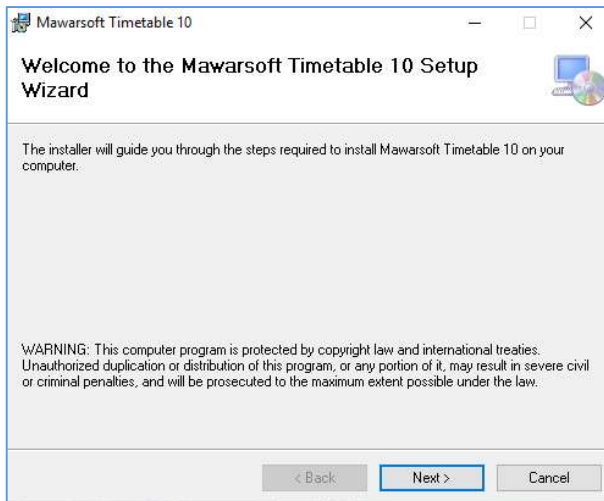 Mawarsoft Timetable 10
Welcome to the Mawarsoft Timetable 10 Setup
Wizard
The installer will guide you through the steps required to install Mawarsoft Timetable 10 on your
computer.
WARNING: This computer program is protected by copyright law and international treaties.
Unauthorized duplication or distribution of this program, or any portion of it, may result in severe civil
or criminal penalties, and will be prosecuted to the maximum extent possible under the law.
< Back Next > Cancel